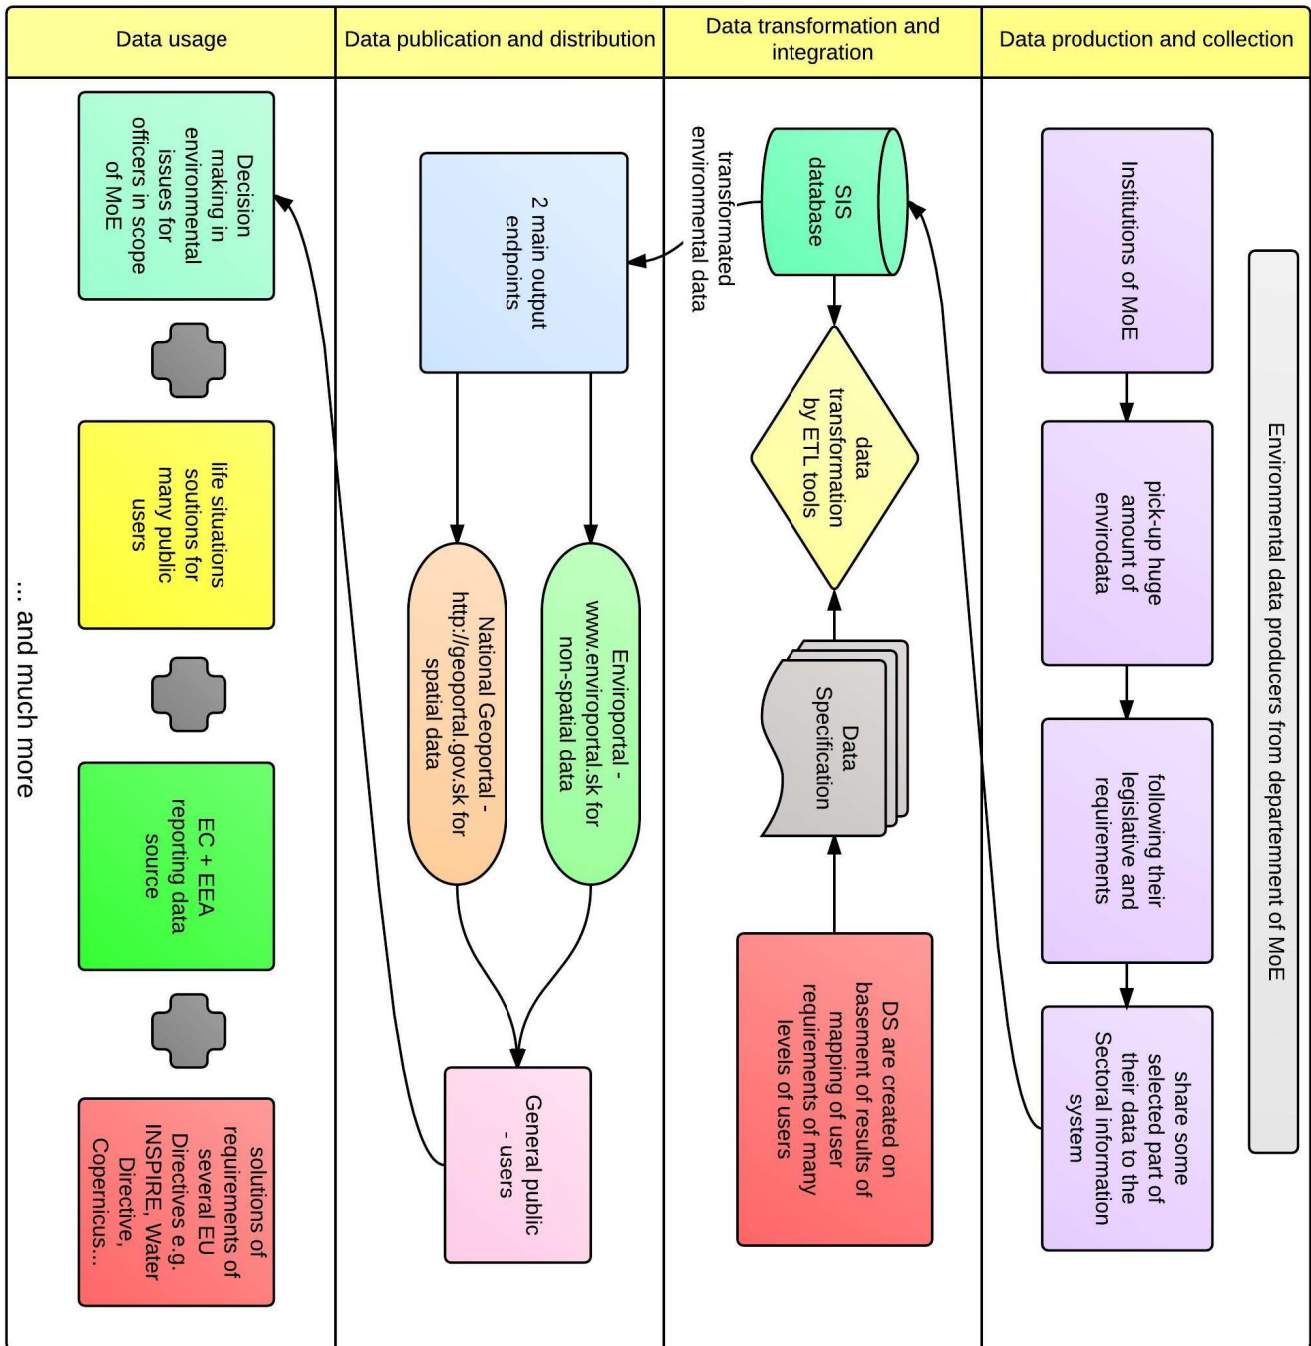 Data usage
Data publication and distribution
Data transformation and
integration
Data production and collection
Environmental data producers from departemnment of MoE
Institutions of MoE
pick-up huge
amount of
envirodata
following their
legislative and
requirements
share some
selected part of
their data to the
Sectoral information
system
SIS
database
data
transformation
by ETL tools
Data
Specification
DS are created on
basement of results of
mapping of user
requirements of many
levels of users
transformated
environmental data
2 main output
endpoints
Enviroportal -
www.enviroportal.sk for
non-spatial data
National Geoportal -
http://geoportal.gov.sk for
spatial data
General public
- users
Decision
making in
environmental
issues for
officers in scope
of MoE
life situations
soutions for
many public
users
EC + EEA
reporting data
source
solutions of
requirements of
several EU
Directives e.g.
INSPIRE, Water
Directive,
Copernicus...
... and much more